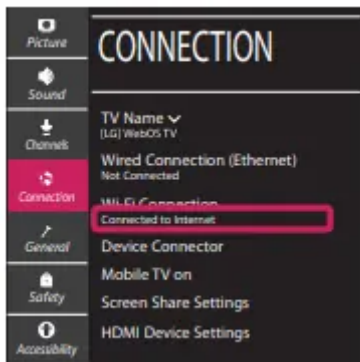 Picture
Sound
Channels
Connection
General
Safety
Accessibility
CONNECTION
TV Name
[LG] WebOS TV
Wired Connection (Ethernet)
Not Connected
Wi-Fi Connection
Connected to Internet
Device Connector
Mobile TV on
Screen Share Settings
HDMI Device Settings